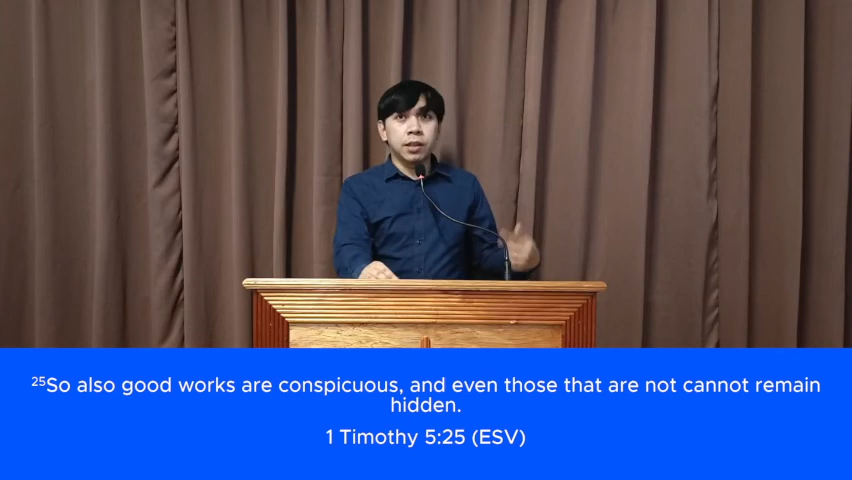 ²⁵So also good works are conspicuous, and even those that are not cannot remain
hidden.
1 Timothy 5:25 (ESV)